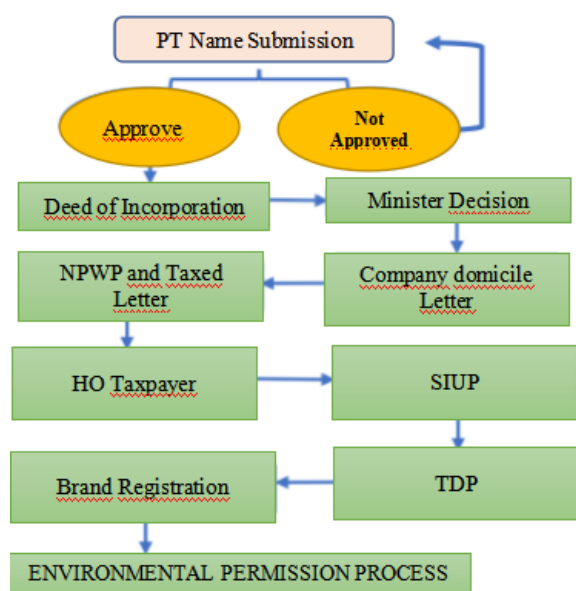 PT Name Submission
Approve
Not
Approved
Deed of Incorporation
Minister Decision
NPWP and Taxed
Letter
Company domicile
Letter
HO Taxpayer
SIUP
Brand Registration
TDP
ENVIRONMENTAL PERMISSION PROCESS